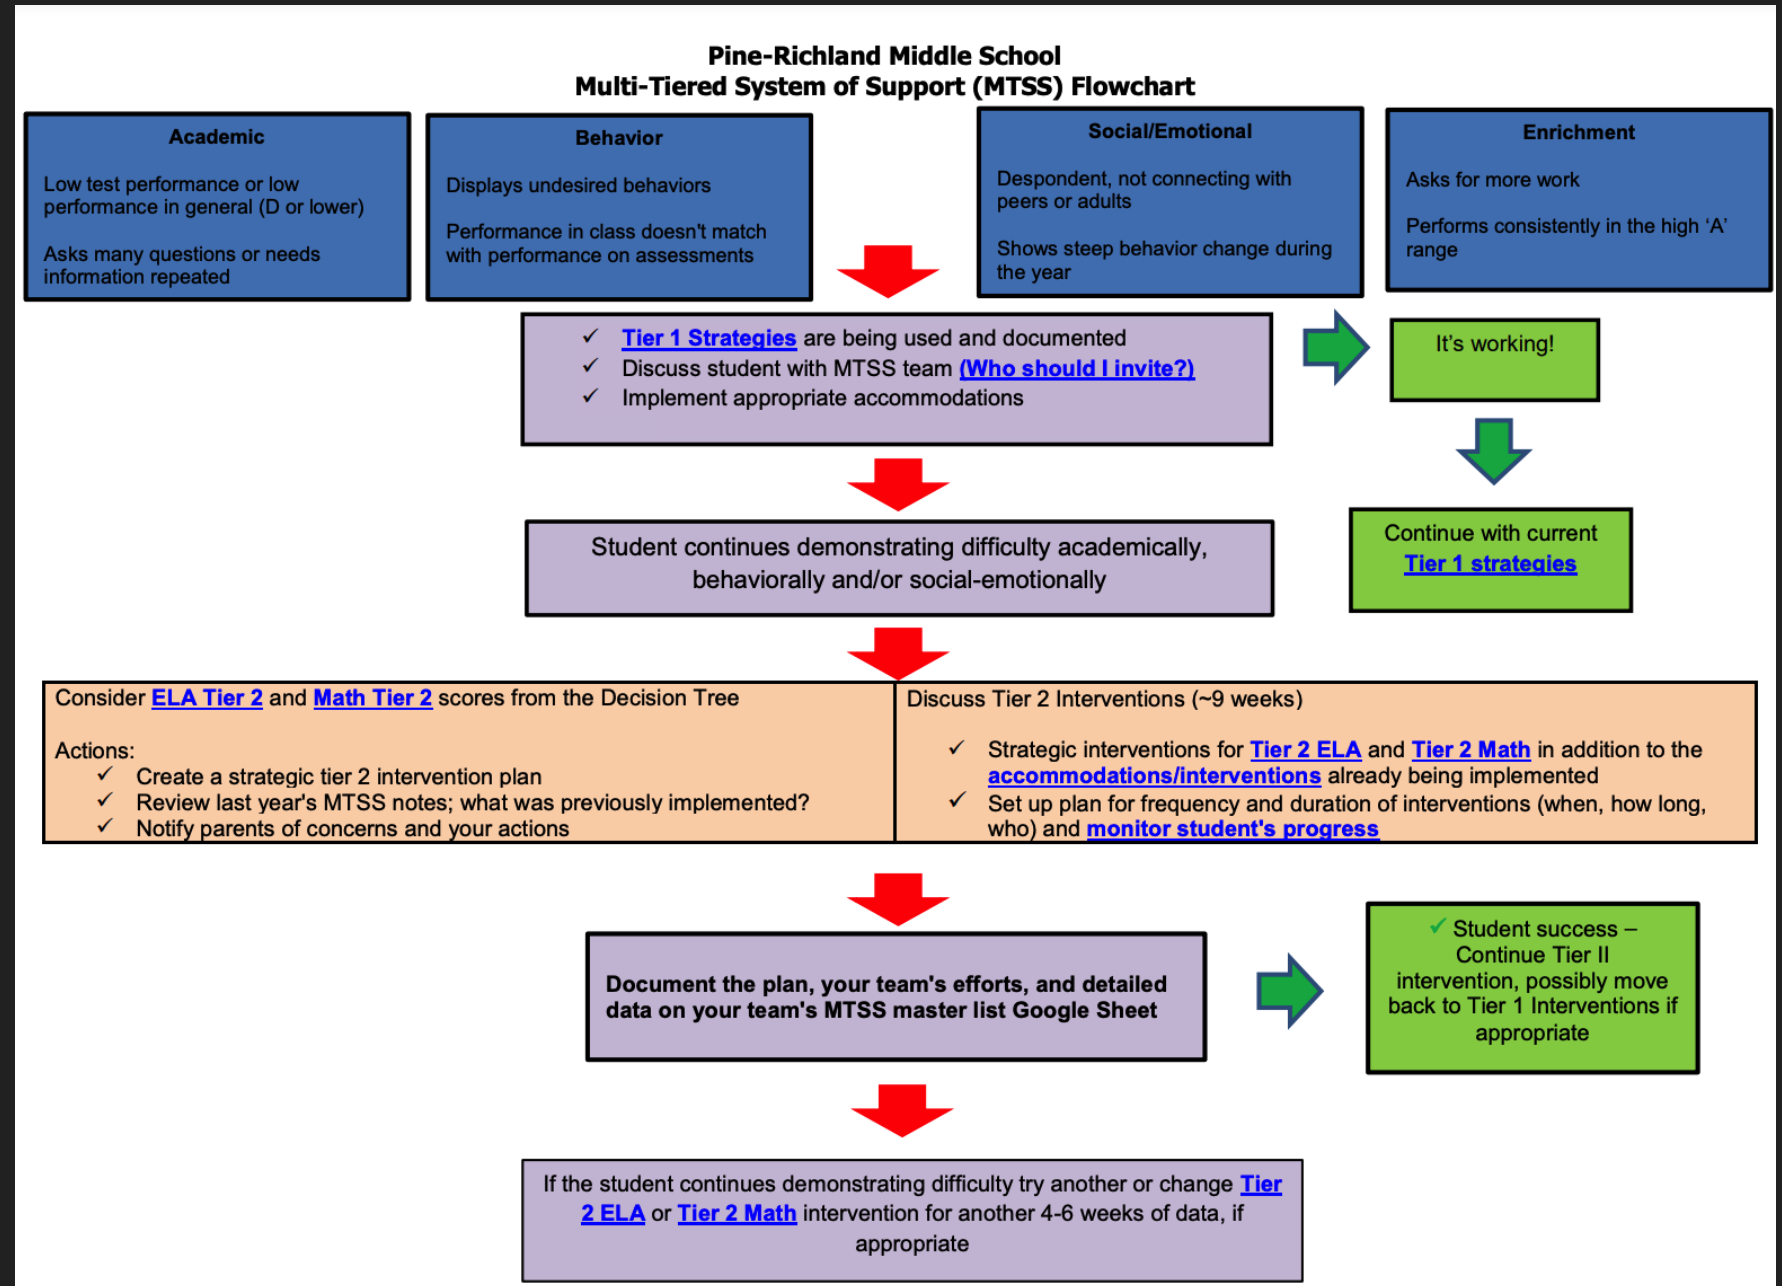 Pine-Richland Middle School
Multi-Tiered System of Support (MTSS) Flowchart
Academic
Low test performance or low
performance in general (D or lower)
Asks many questions or needs
information repeated
Behavior
Displays undesired behaviors
Performance in class doesn't match
with performance on assessments
Social/Emotional
Despondent, not connecting with
peers or adults
Shows steep behavior change during
the year
Enrichment
Asks for more work
Performs consistently in the high ‘A’
range
✓ Tier 1 Strategies are being used and documented
✓ Discuss student with MTSS team (Who should I invite?)
✓ Implement appropriate accommodations
It’s working!
Continue with current
Tier 1 strategies
Student continues demonstrating difficulty academically,
behaviorally and/or social-emotionally
Consider ELA Tier 2 and Math Tier 2 scores from the Decision Tree
Actions:
✓ Create a strategic tier 2 intervention plan
✓ Review last year's MTSS notes; what was previously implemented?
✓ Notify parents of concerns and your actions
Discuss Tier 2 Interventions (~9 weeks)
✓ Strategic interventions for Tier 2 ELA and Tier 2 Math in addition to the
accommodations/interventions already being implemented
✓ Set up plan for frequency and duration of interventions (when, how long,
who) and monitor student's progress
Document the plan, your team's efforts, and detailed
data on your team's MTSS master list Google Sheet
✓ Student success –
Continue Tier II
intervention, possibly move
back to Tier 1 Interventions if
appropriate
If the student continues demonstrating difficulty try another or change Tier
2 ELA or Tier 2 Math intervention for another 4-6 weeks of data, if
appropriate